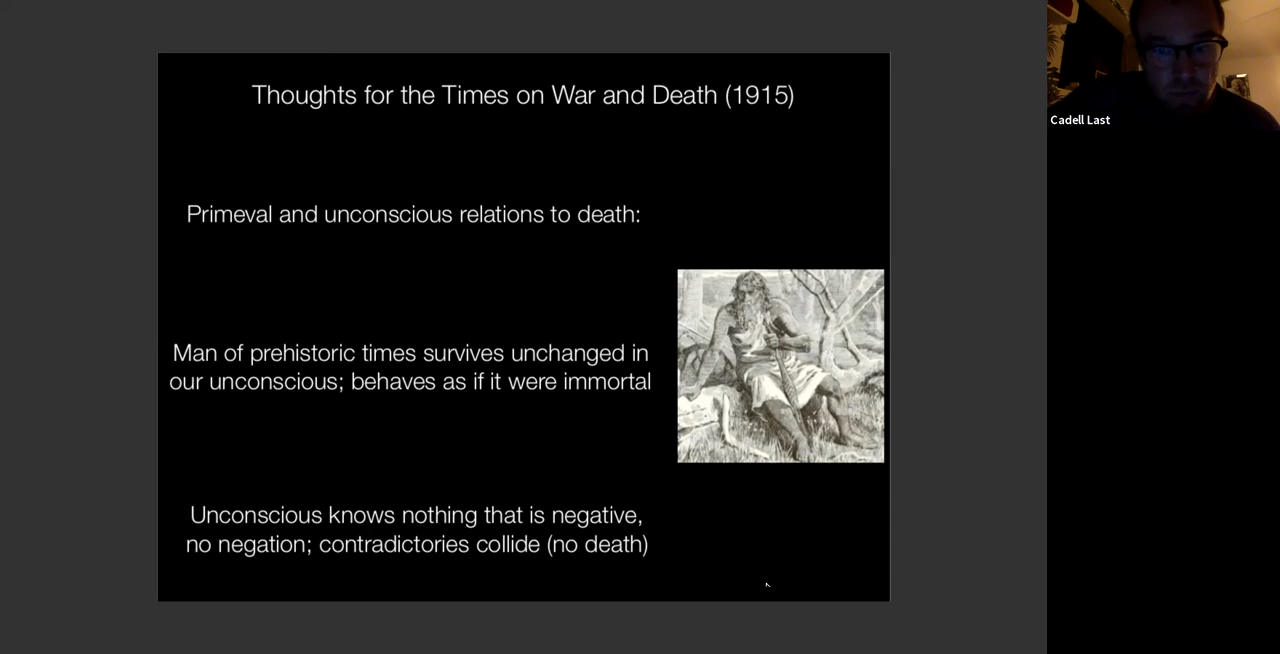 Thoughts for the Times on War and Death (1915)
Primeval and unconscious relations to death:
Man of prehistoric times survives unchanged in
our unconscious; behaves as if it were immortal
Unconscious knows nothing that is negative,
no negation; contradictories collide (no death)
Cadell Last